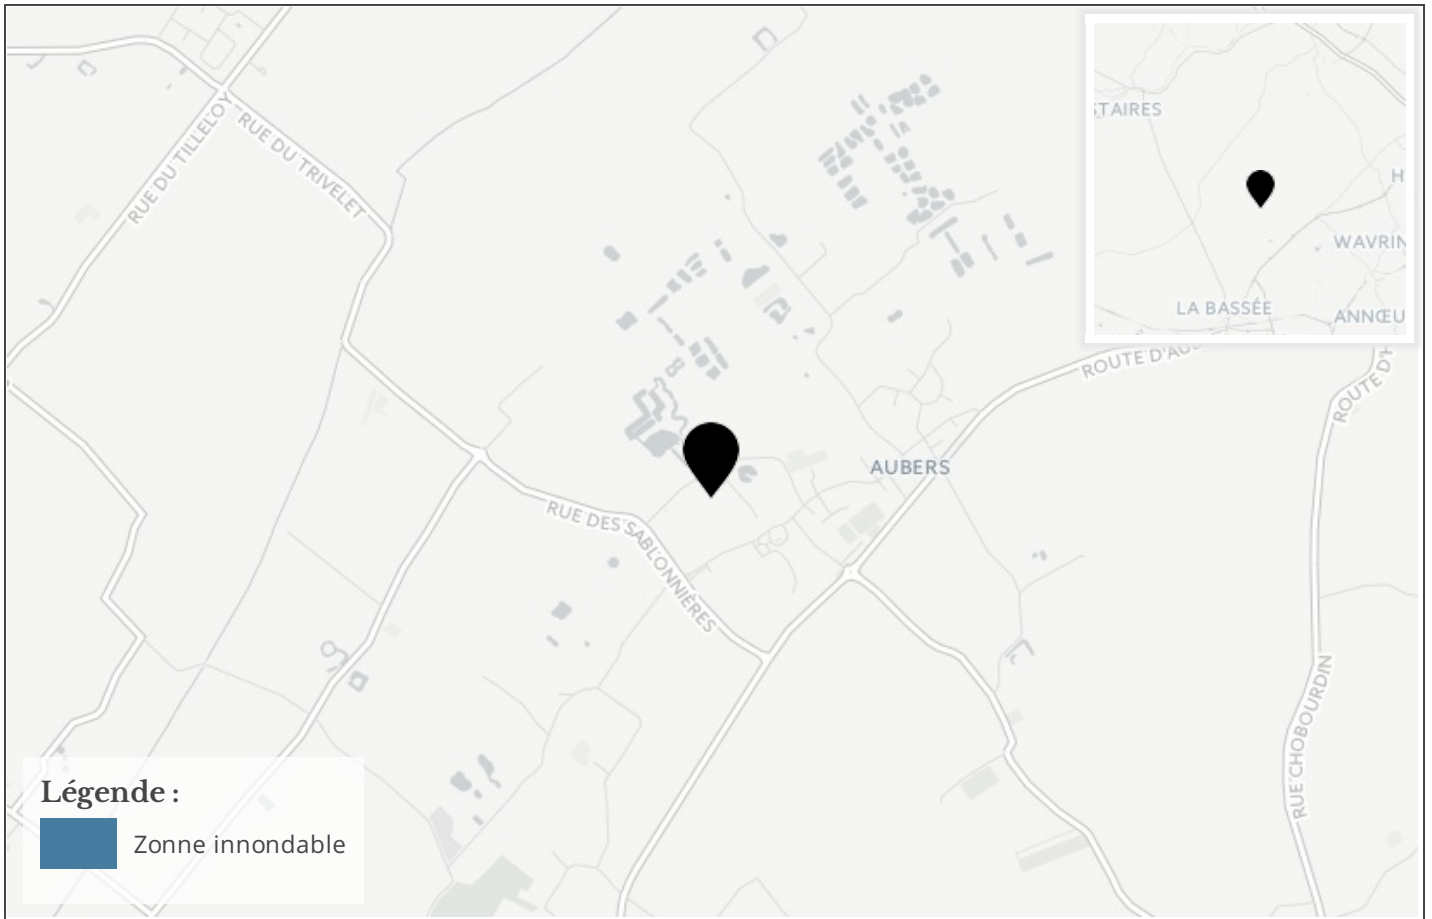 RUE DU TILLELOY
RUE DU TRIVELET
STAIRES
WAVRIN
LA BASSÉE
ANNŒU
ROUTE D'AU
ROUTE D'H
AUBERS
RUE DES SABLONNIÈRES
RUE CHOBOURDIN
Légende :
Zonne innondable